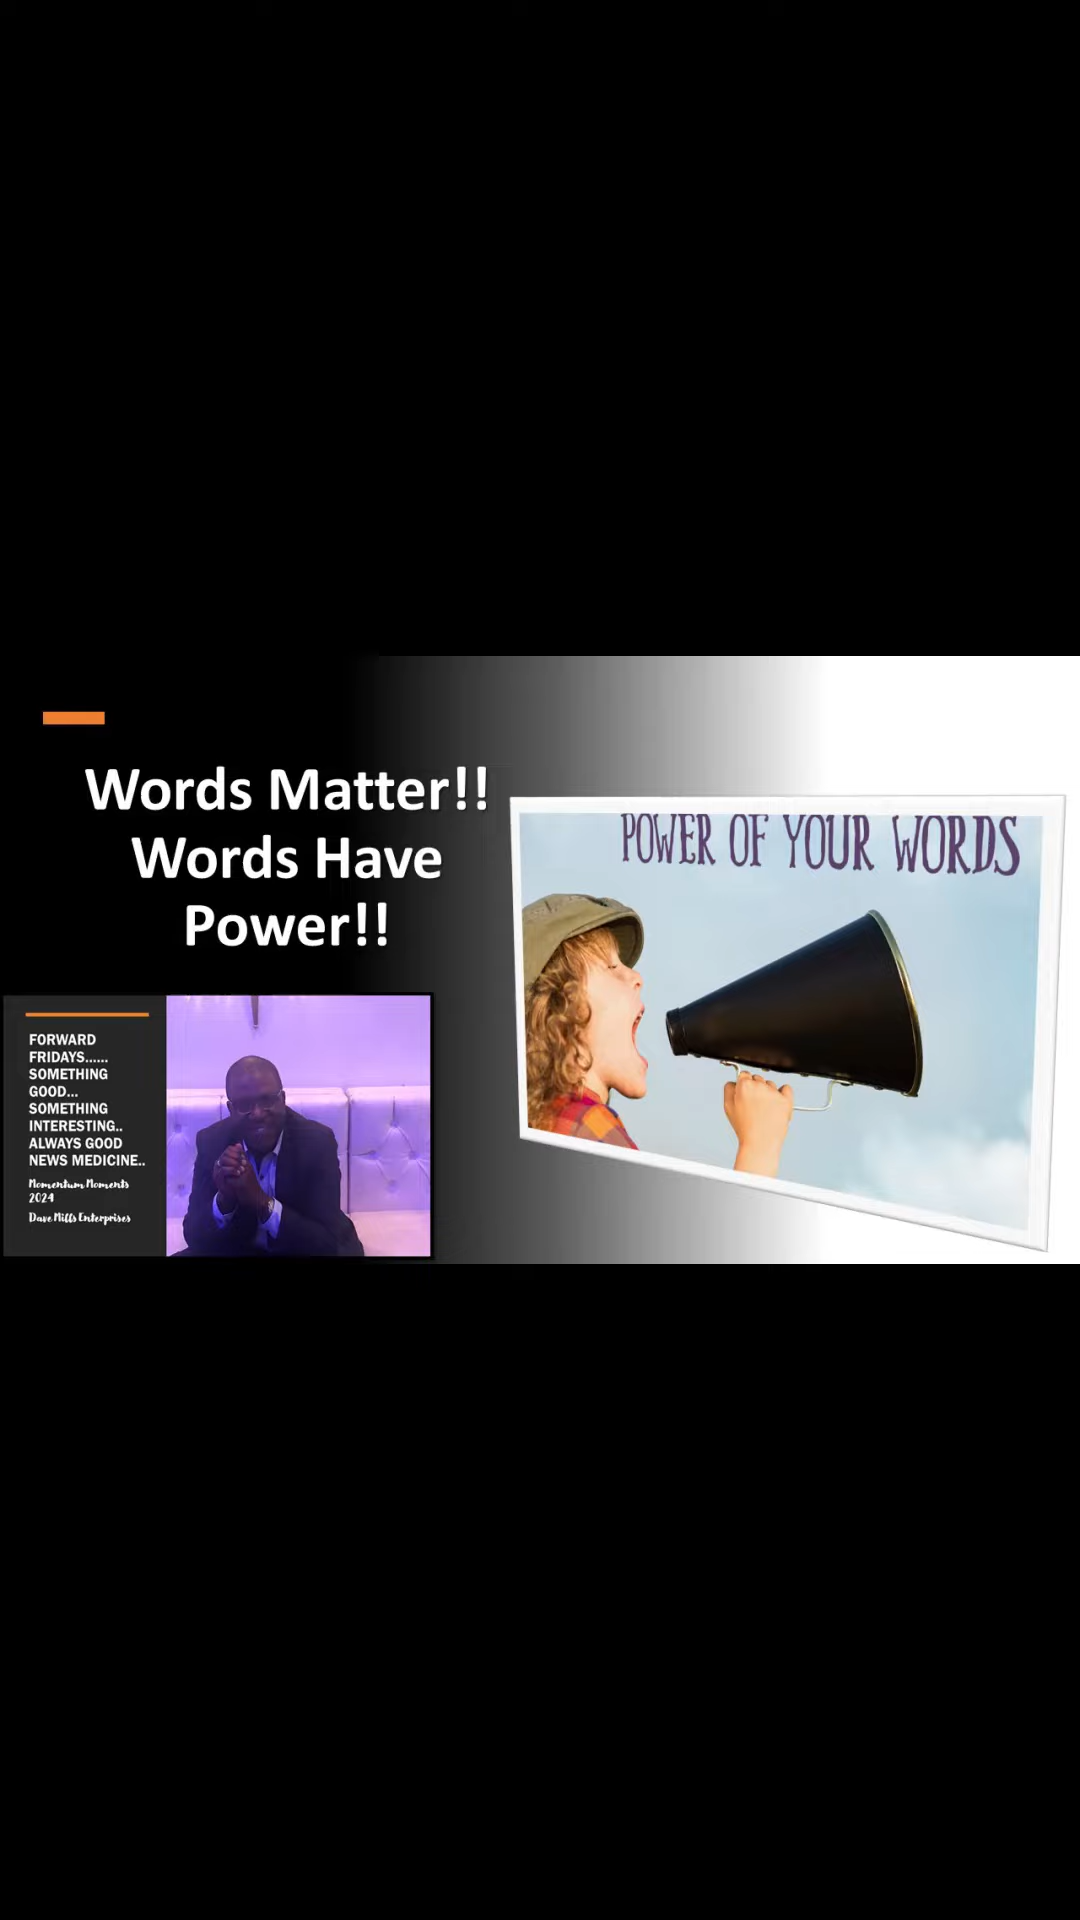 Words Matter!!
Words Have
Power!!
POWER OF YOUR WORDS
FORWARD
FRIDAYS......
SOMETHING
GOOD...
SOMETHING
INTERESTING..
ALWAYS GOOD
NEWS MEDICINE..
Momentum Moments
2024
Dave Mills Enterprises